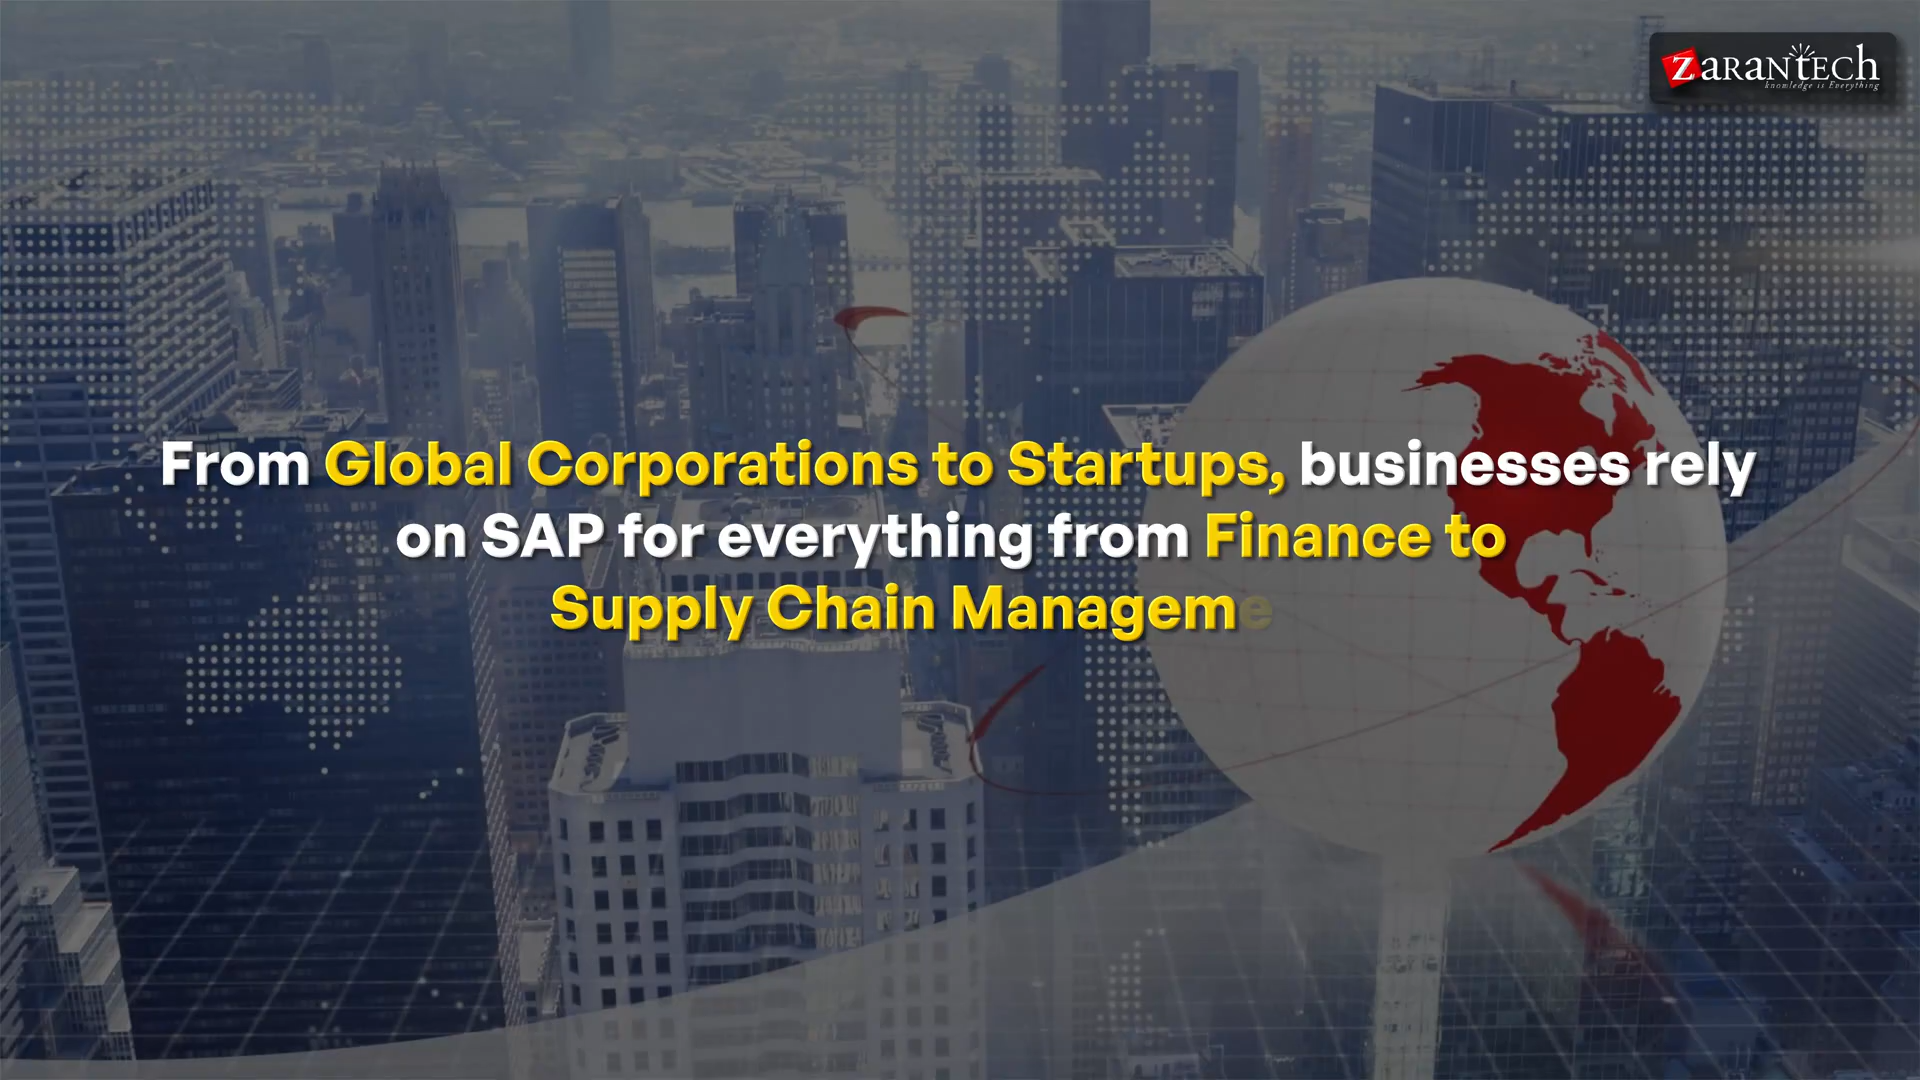 ZARANTECH
knowledge is Everything
From Global Corporations to Startups, businesses rely
on SAP for everything from Finance to
Supply Chain Manageme